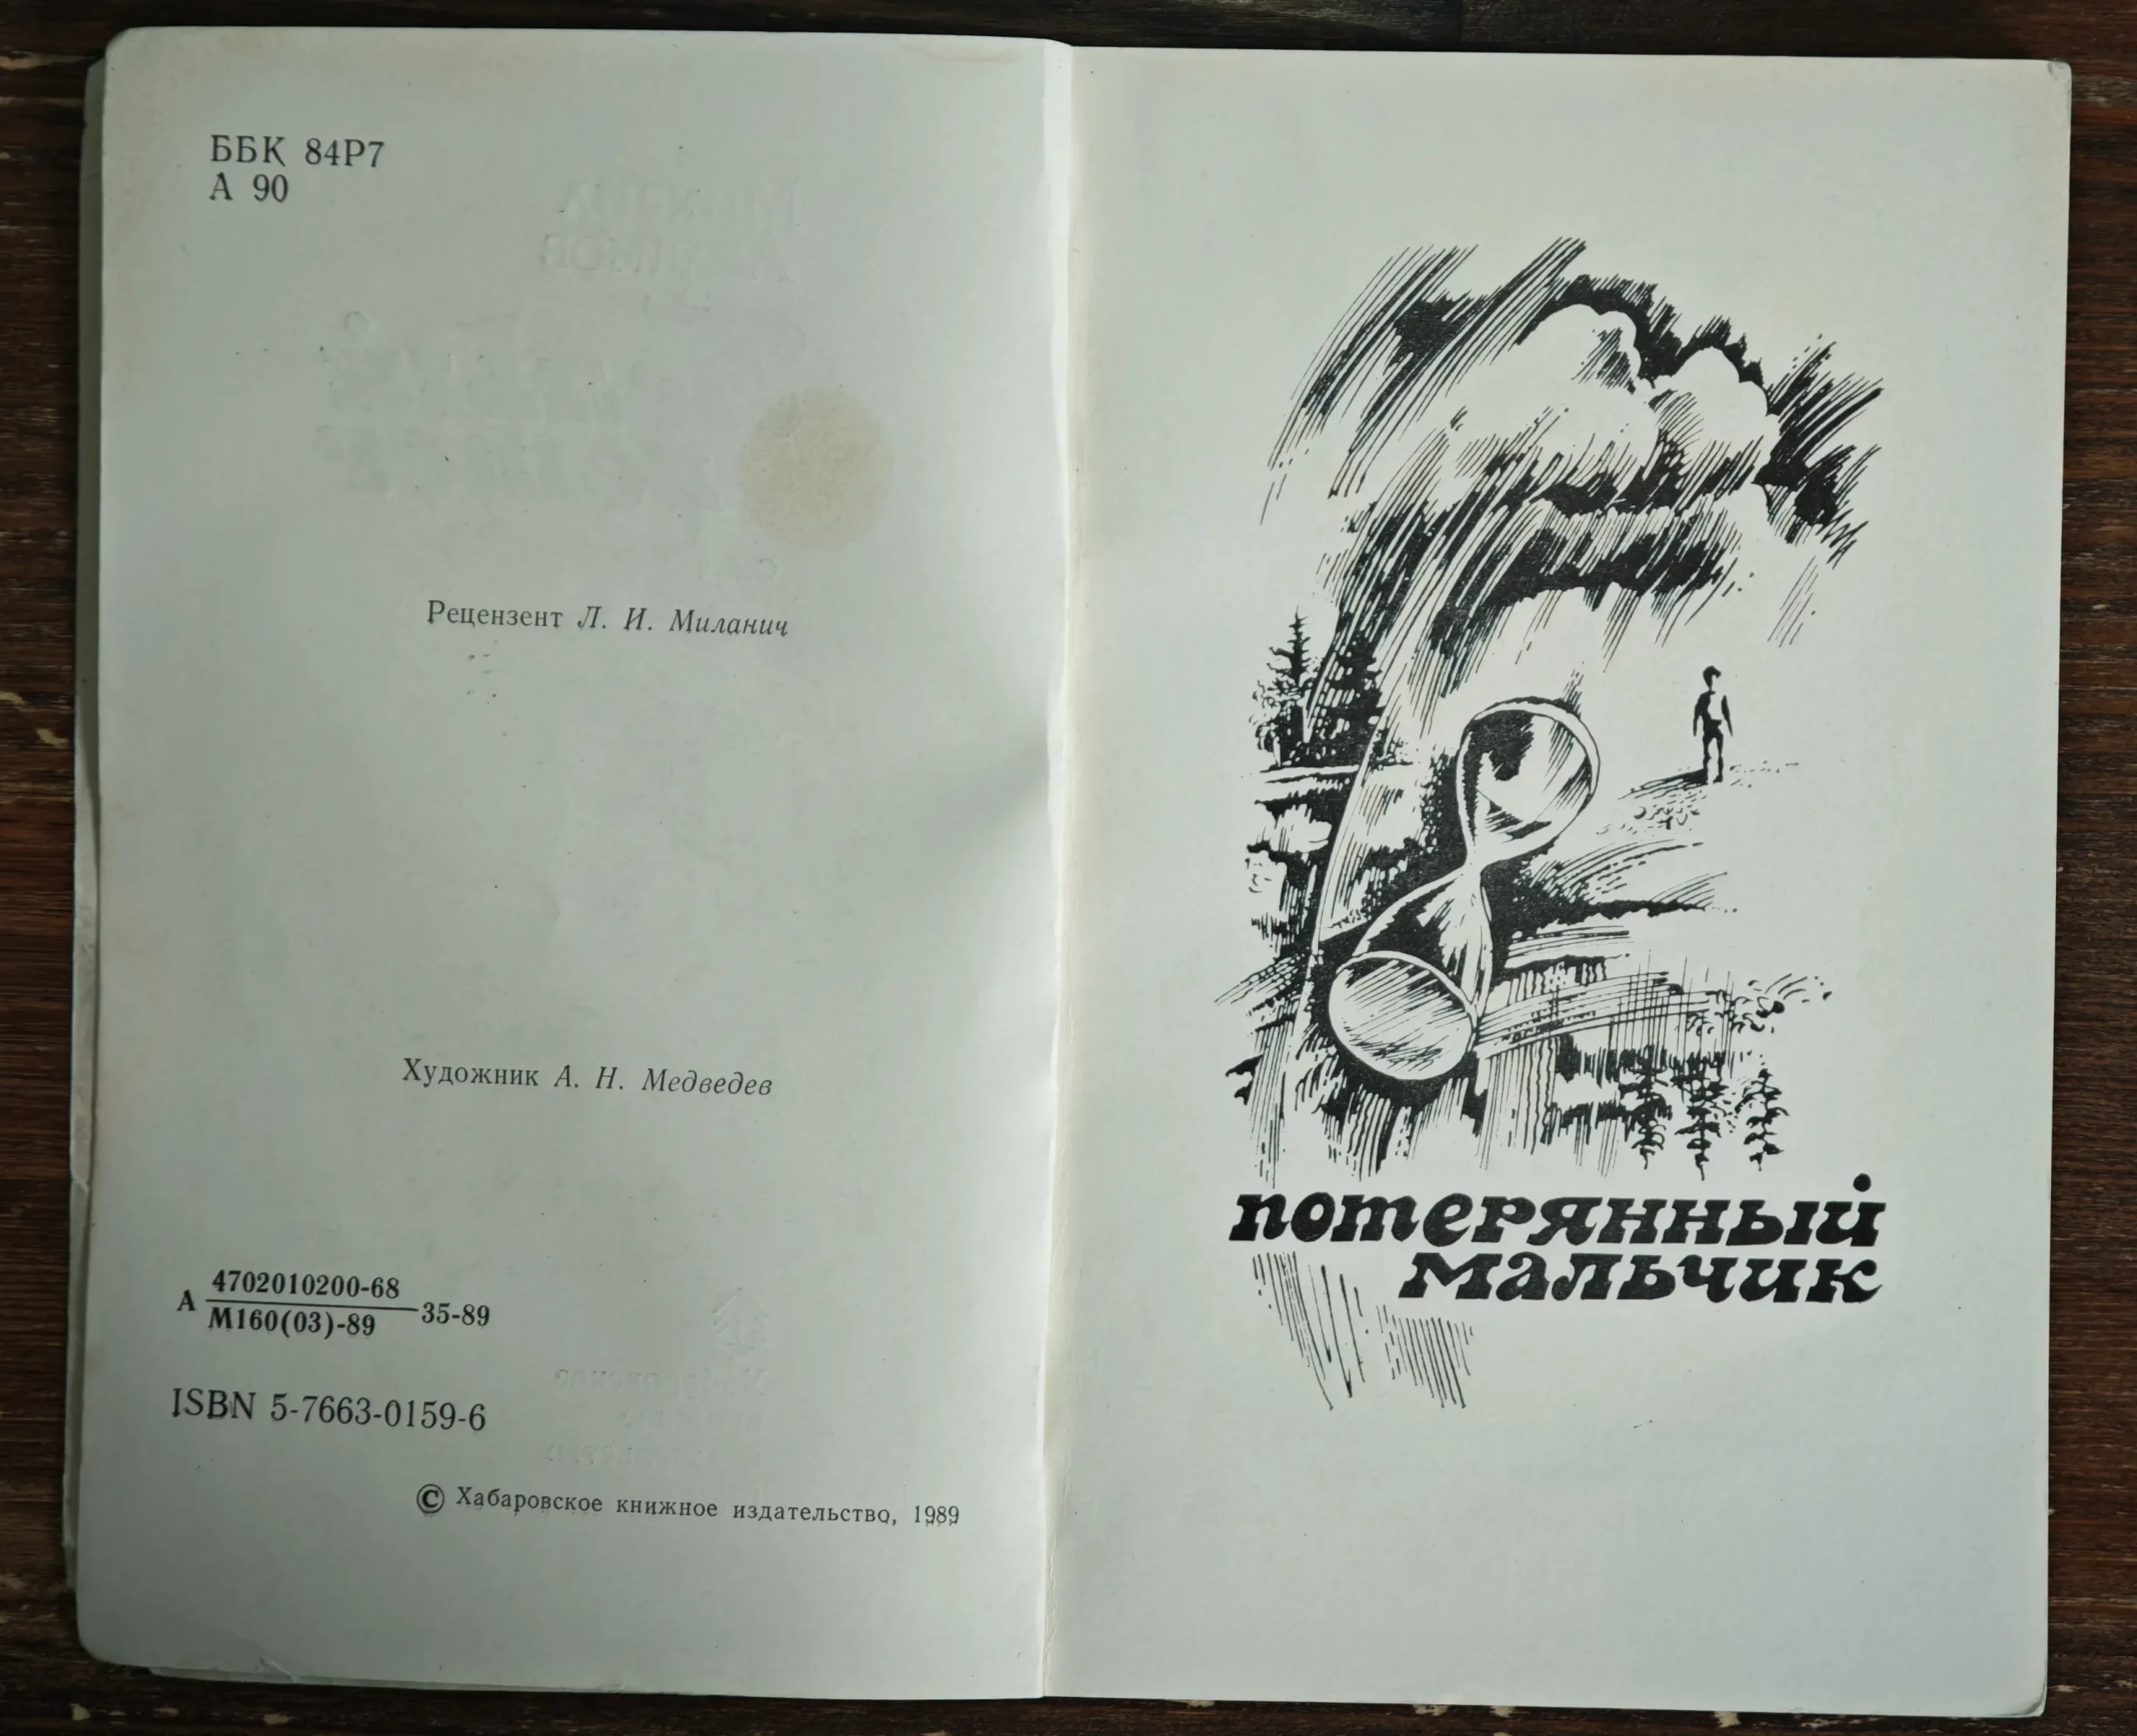 ББК 84Р7
А 90
Рецензент Л. И. Миланич
Художник А. Н. Медведев
А 4702010200-68
М160(03)-89 35-89
ISBN 5-7663-0159-6
© Хабаровское книжное издательство, 1989
потерянный
мальчик